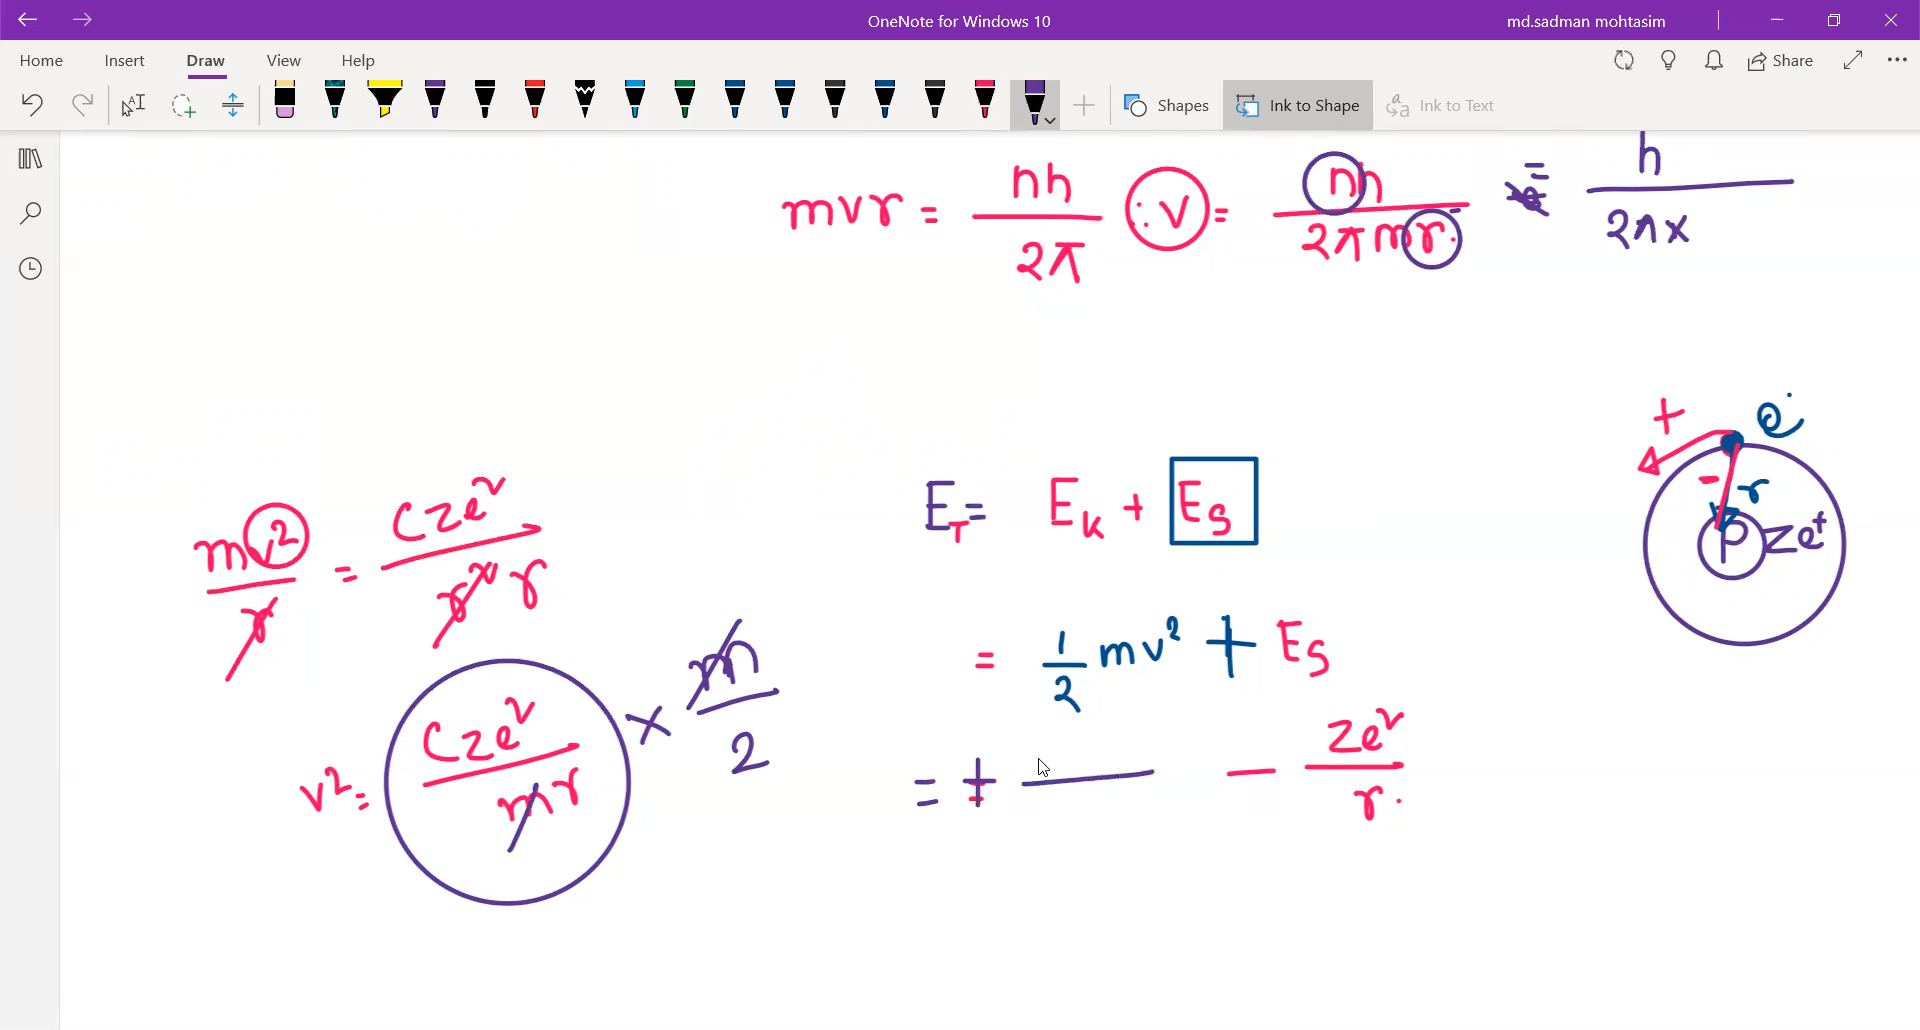 OneNote for Windows 10
md.sadman mohtasim
Home Insert Draw View Help
Share
Shapes Ink to Shape Ink to Text
mvr = nh / 2π ∴ v = nh / 2πmr = h / 2π×
mv² / r = cze² / r² r
E_T = E_K + E_S
+ e⁻
- r
P Ze⁺
= 1/2 mv² + E_S
v² = cze² / mr × m / 2
= + — - ze² / r